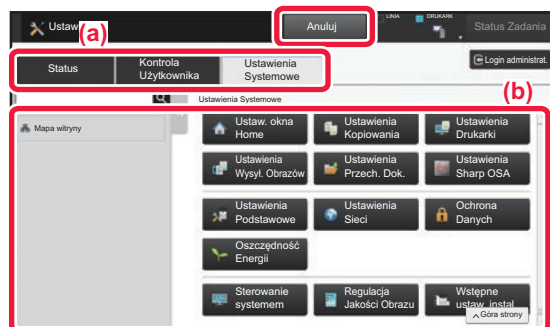 Ustaw
(a)
Anuluj
LINIA
DRUKARK
Status Zadania
Status
Kontrola
Użytkownika
Ustawienia
Systemowe
Login administrat.
(b)
Ustawienia Systemowe
Mapa witryny
Ustaw. okna
Home
Ustawienia
Kopiowania
Ustawienia
Drukarki
Ustawienia
Wysył. Obrazów
Ustawienia
Przech. Dok.
Ustawienia
Sharp OSA
Ustawienia
Podstawowe
Ustawienia
Sieci
Ochrona
Danych
Oszczędność
Energii
Sterowanie
systemem
Regulacja
Jakości Obrazu
Wstępne
ustaw. instal.
Góra strony